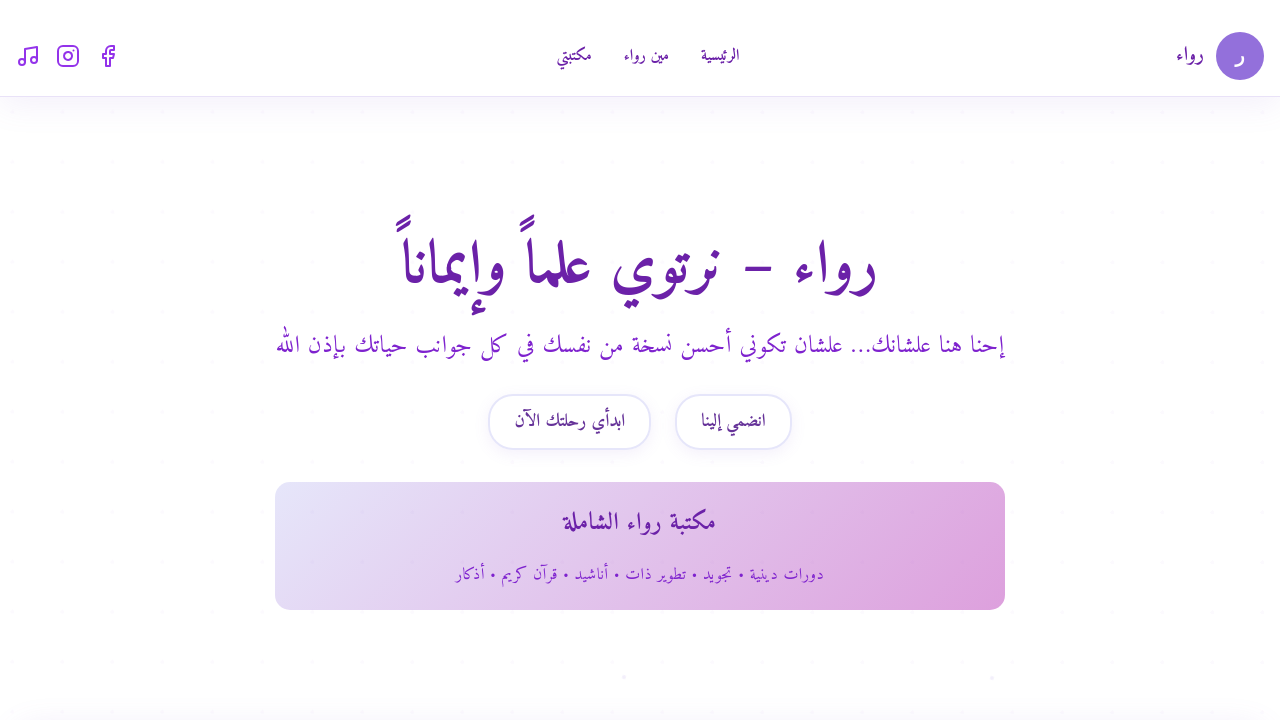 ر
رواء
الرئيسية
مين رواء
مكتبتي
رواء – نرتوي علماً وإيماناً
إحنا هنا علشانك... علشان تكوني أحسن نسخة من نفسك في كل جوانب حياتك بإذن الله
انضمي إلينا
ابدأي رحلتك الآن
مكتبة رواء الشاملة
دورات دينية • تجويد • تطوير ذات • أناشيد • قرآن كريم • أذكار